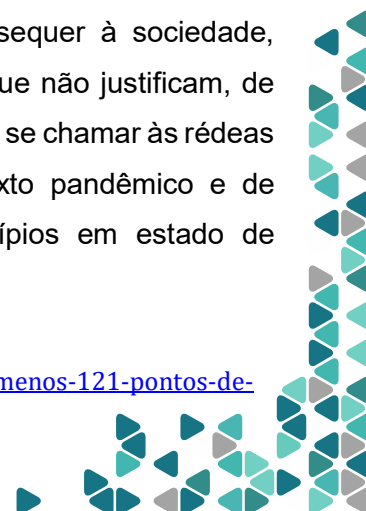 sequer à sociedade,
ue não justificam, de
se chamar às rédeas
xto pandêmico e de
ípios em estado de
menos-121-pontos-de-